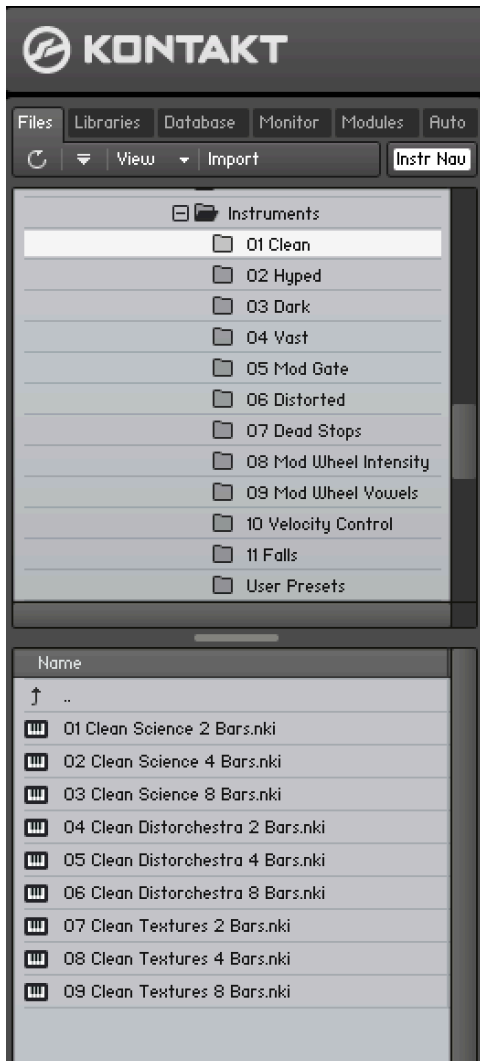 KONTAKT
Files Libraries Database Monitor Modules Auto
View Import Instr Nav
Instruments
01 Clean
02 Hyped
03 Dark
04 Vast
05 Mod Gate
06 Distorted
07 Dead Stops
08 Mod Wheel Intensity
09 Mod Wheel Vowels
10 Velocity Control
11 Falls
User Presets
Name
..
01 Clean Science 2 Bars.nki
02 Clean Science 4 Bars.nki
03 Clean Science 8 Bars.nki
04 Clean Distorchestra 2 Bars.nki
05 Clean Distorchestra 4 Bars.nki
06 Clean Distorchestra 8 Bars.nki
07 Clean Textures 2 Bars.nki
08 Clean Textures 4 Bars.nki
09 Clean Textures 8 Bars.nki